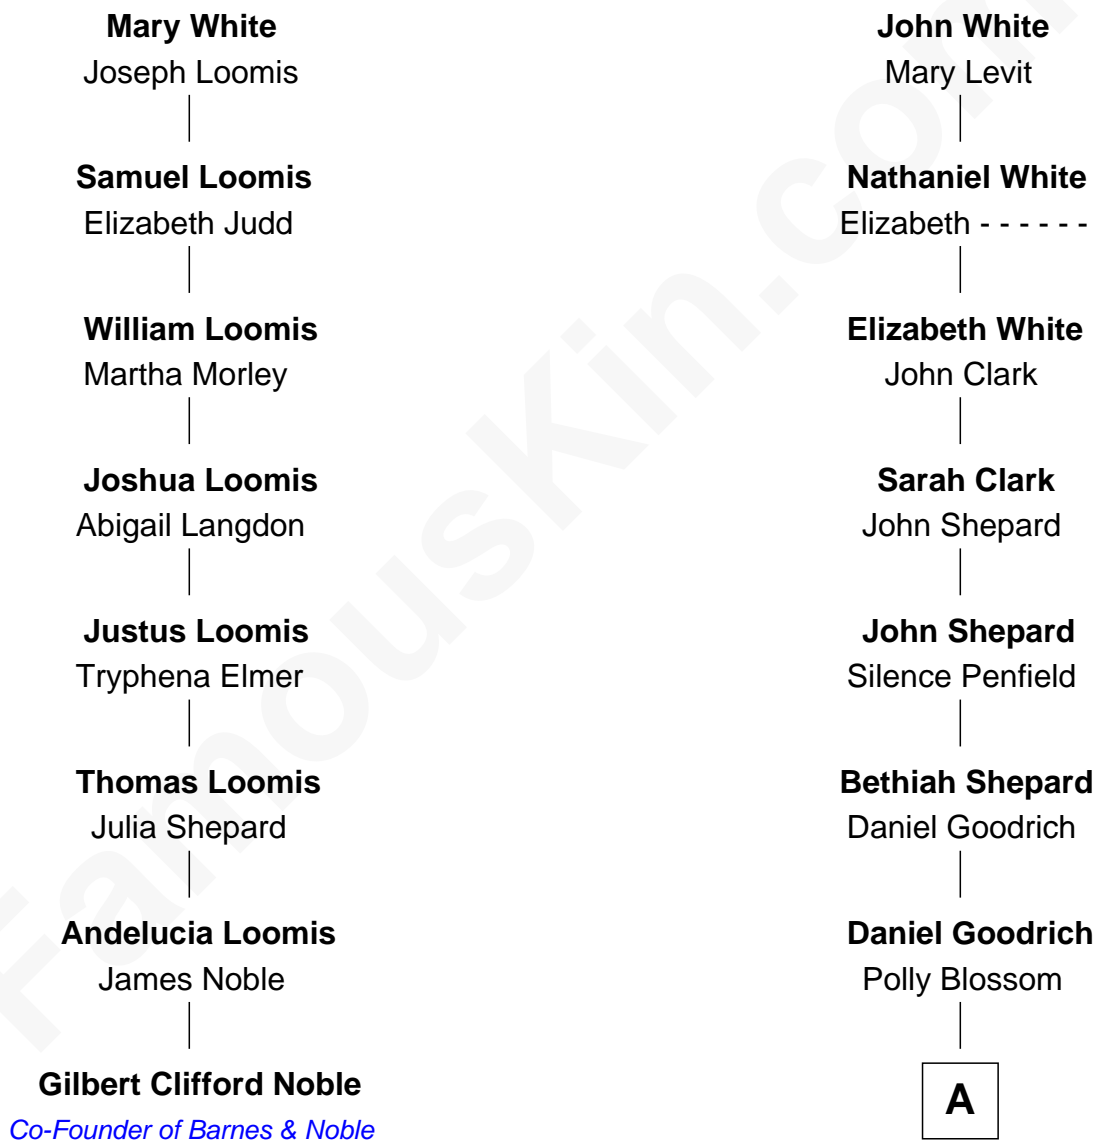 Mary White
Joseph Loomis
Samuel Loomis
Elizabeth Judd
William Loomis
Martha Morley
Joshua Loomis
Abigail Langdon
Justus Loomis
Tryphena Elmer
Thomas Loomis
Julia Shepard
Andelucia Loomis
James Noble
Gilbert Clifford Noble
Co-Founder of Barnes & Noble
John White
Mary Levit
Nathaniel White
Elizabeth - - - - - -
Elizabeth White
John Clark
Sarah Clark
John Shepard
John Shepard
Silence Penfield
Bethiah Shepard
Daniel Goodrich
Daniel Goodrich
Polly Blossom
A
FamousKin.com